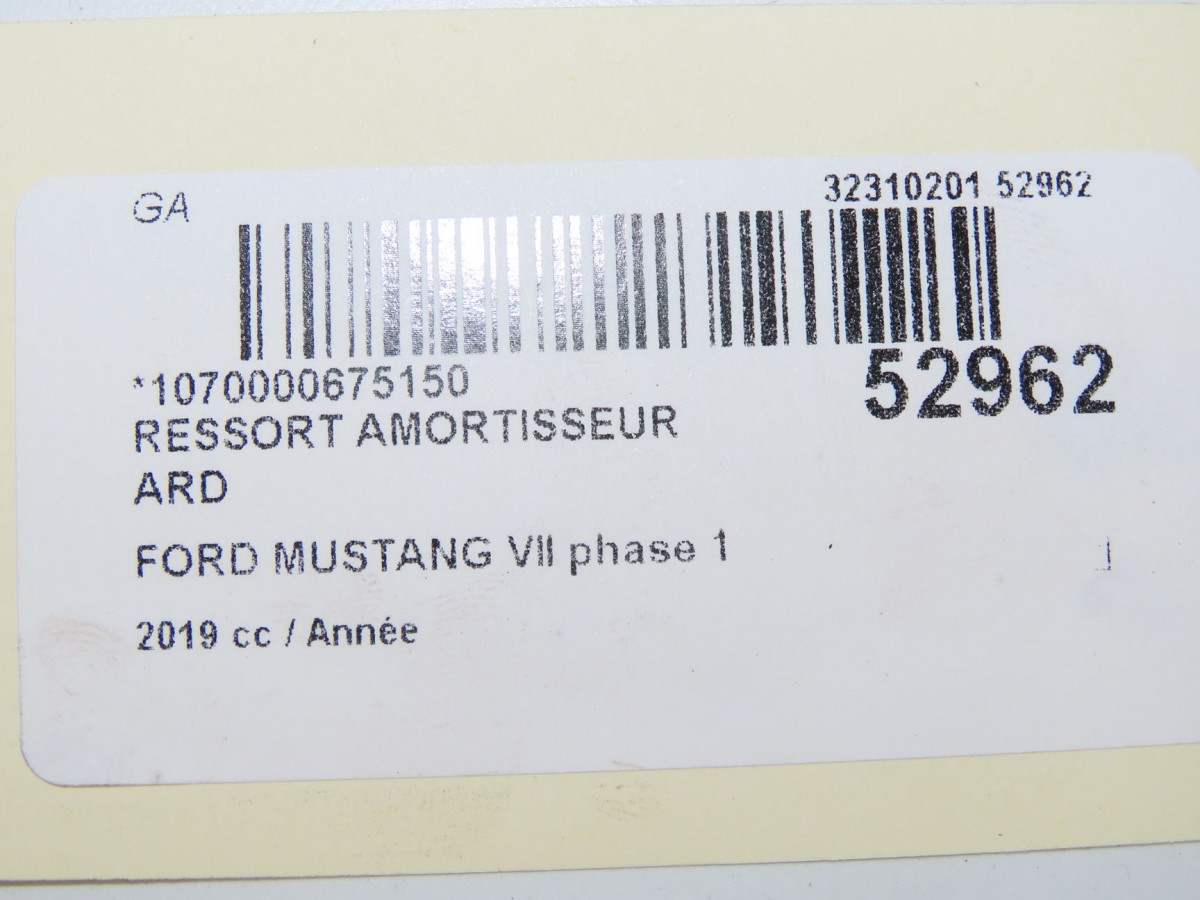 GA
32310201 52962
*1070000675150
52962
RESSORT AMORTISSEUR
ARD
FORD MUSTANG VII phase 1
2019 cc / Année